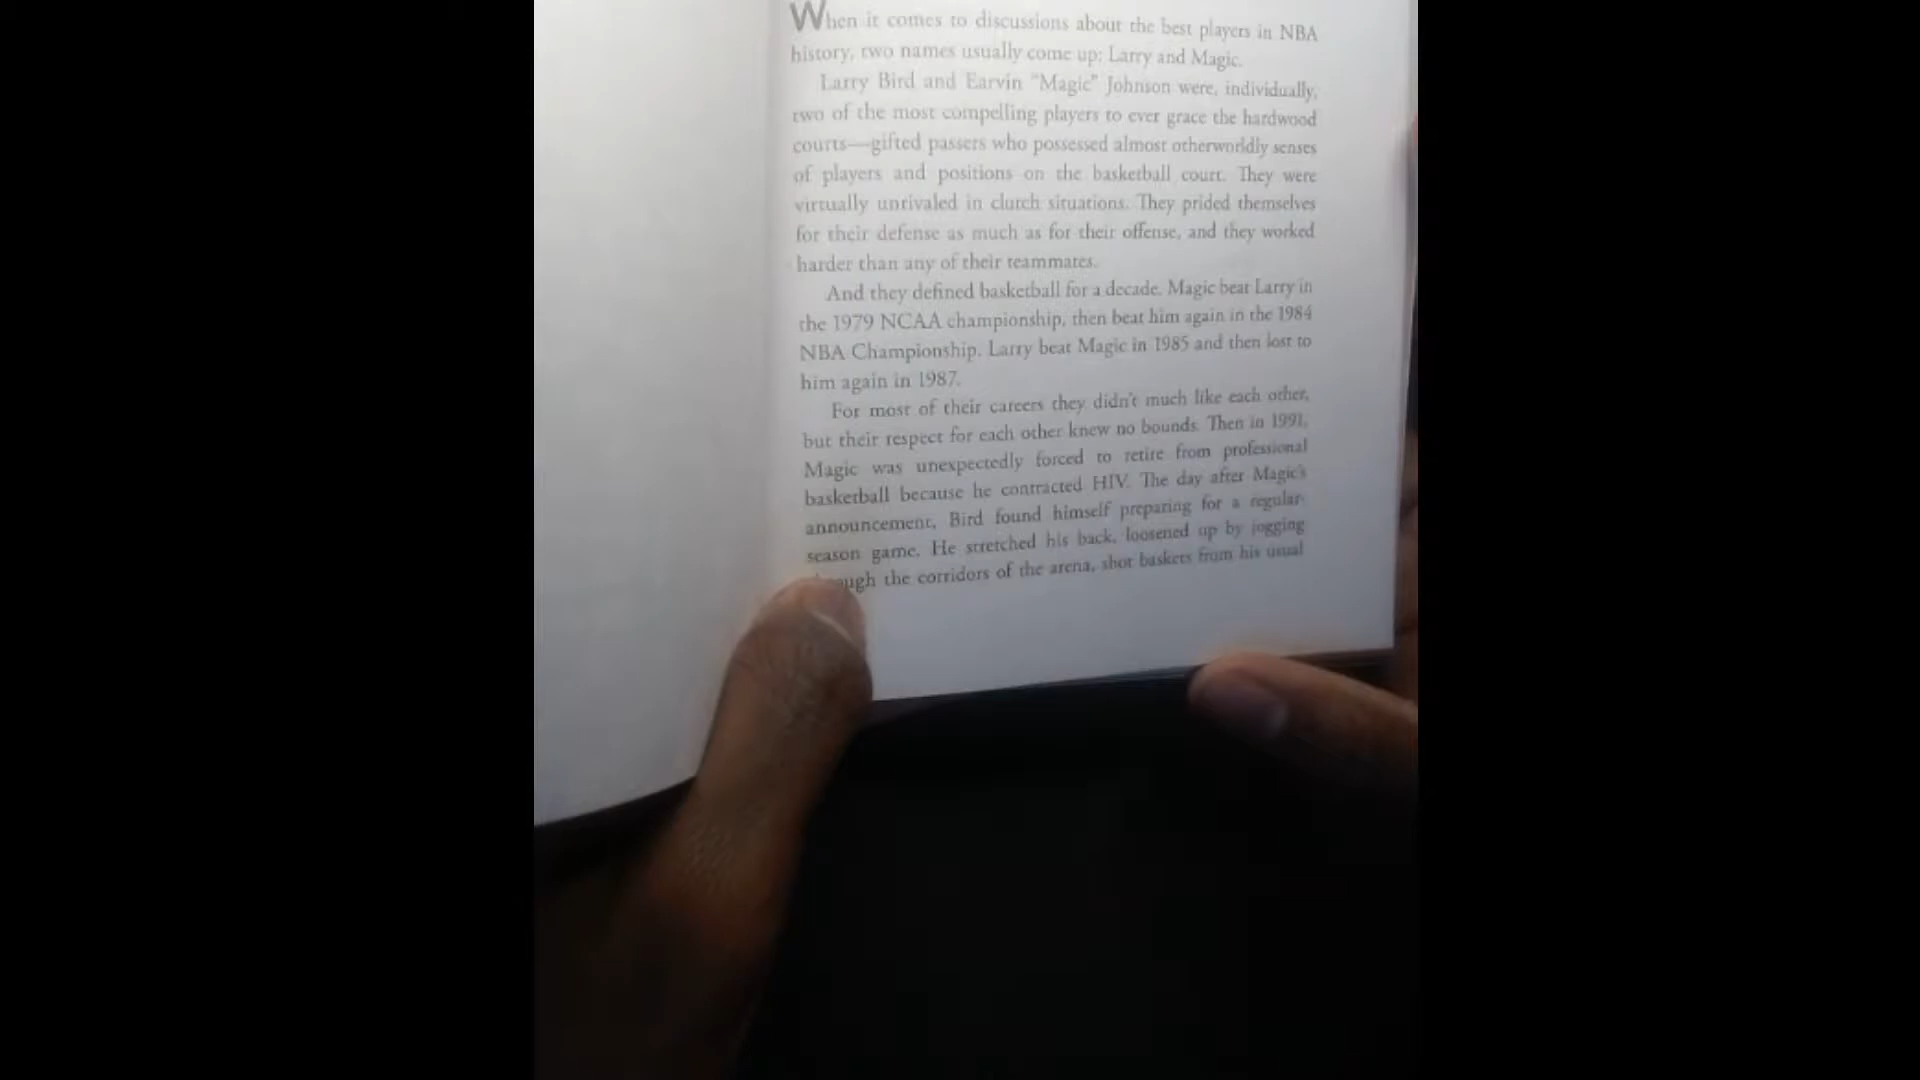 When it comes to discussions about the best players in NBA
history, two names usually come up: Larry and Magic.
Larry Bird and Earvin “Magic” Johnson were, individually,
two of the most compelling players to ever grace the hardwood
courts—gifted passers who possessed almost otherworldly senses
of players and positions on the basketball court. They were
virtually unrivaled in clutch situations. They prided themselves
for their defense as much as for their offense, and they worked
harder than any of their teammates.
And they defined basketball for a decade. Magic beat Larry in
the 1979 NCAA championship, then beat him again in the 1984
NBA Championship. Larry beat Magic in 1985 and then lost to
him again in 1987.
For most of their careers they didn’t much like each other,
but their respect for each other knew no bounds. Then in 1991,
Magic was unexpectedly forced to retire from professional
basketball because he contracted HIV. The day after Magic’s
announcement, Bird found himself preparing for a regular-
season game. He stretched his back, loosened up by jogging
the corridors of the arena, shot baskets from his usual